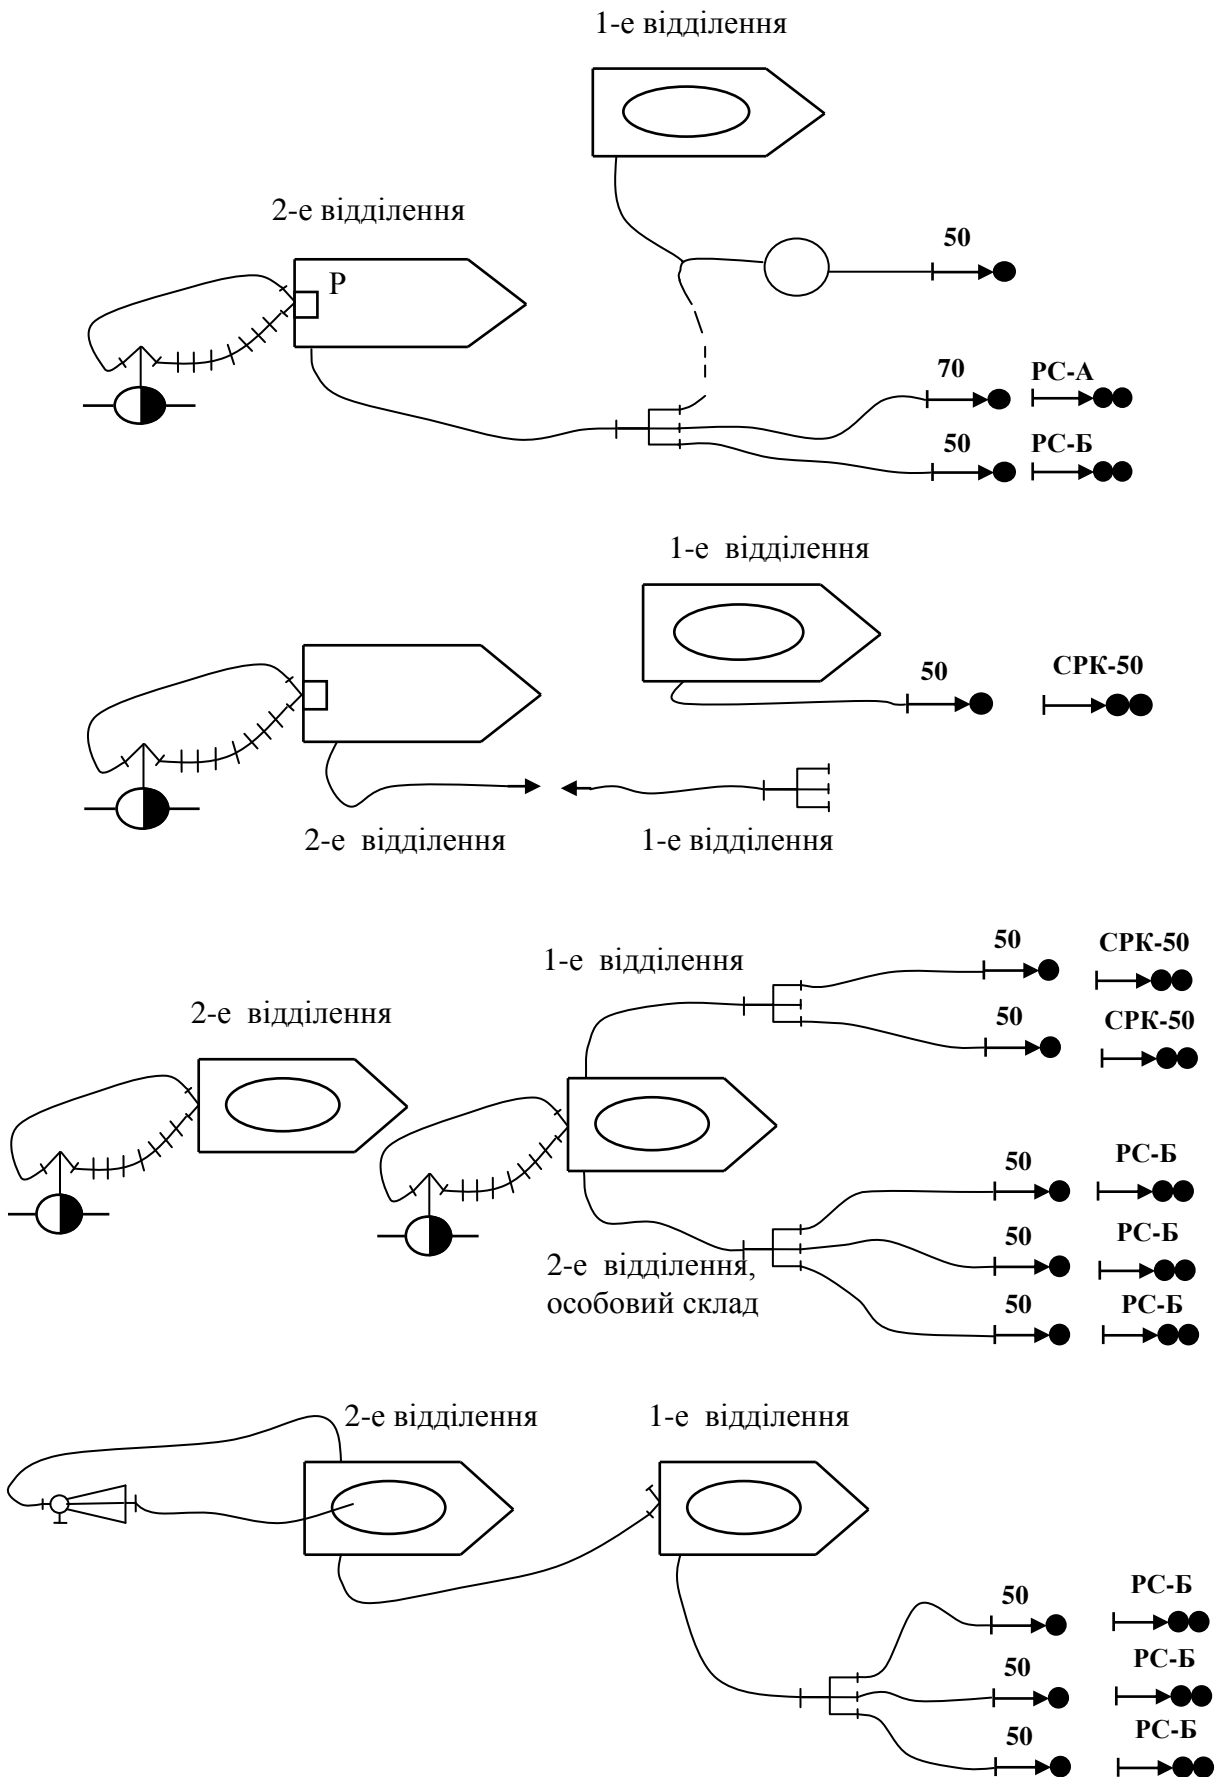 1-е відділення
2-е відділення
50
Р
70 РС-А
50 РС-Б
1-е відділення
50 СРК-50
2-е відділення 1-е відділення
50 СРК-50
1-е відділення
2-е відділення
50 СРК-50
50 РС-Б
50 РС-Б
2-е відділення,
особовий склад
50 РС-Б
2-е відділення 1-е відділення
50 РС-Б
50 РС-Б
50 РС-Б